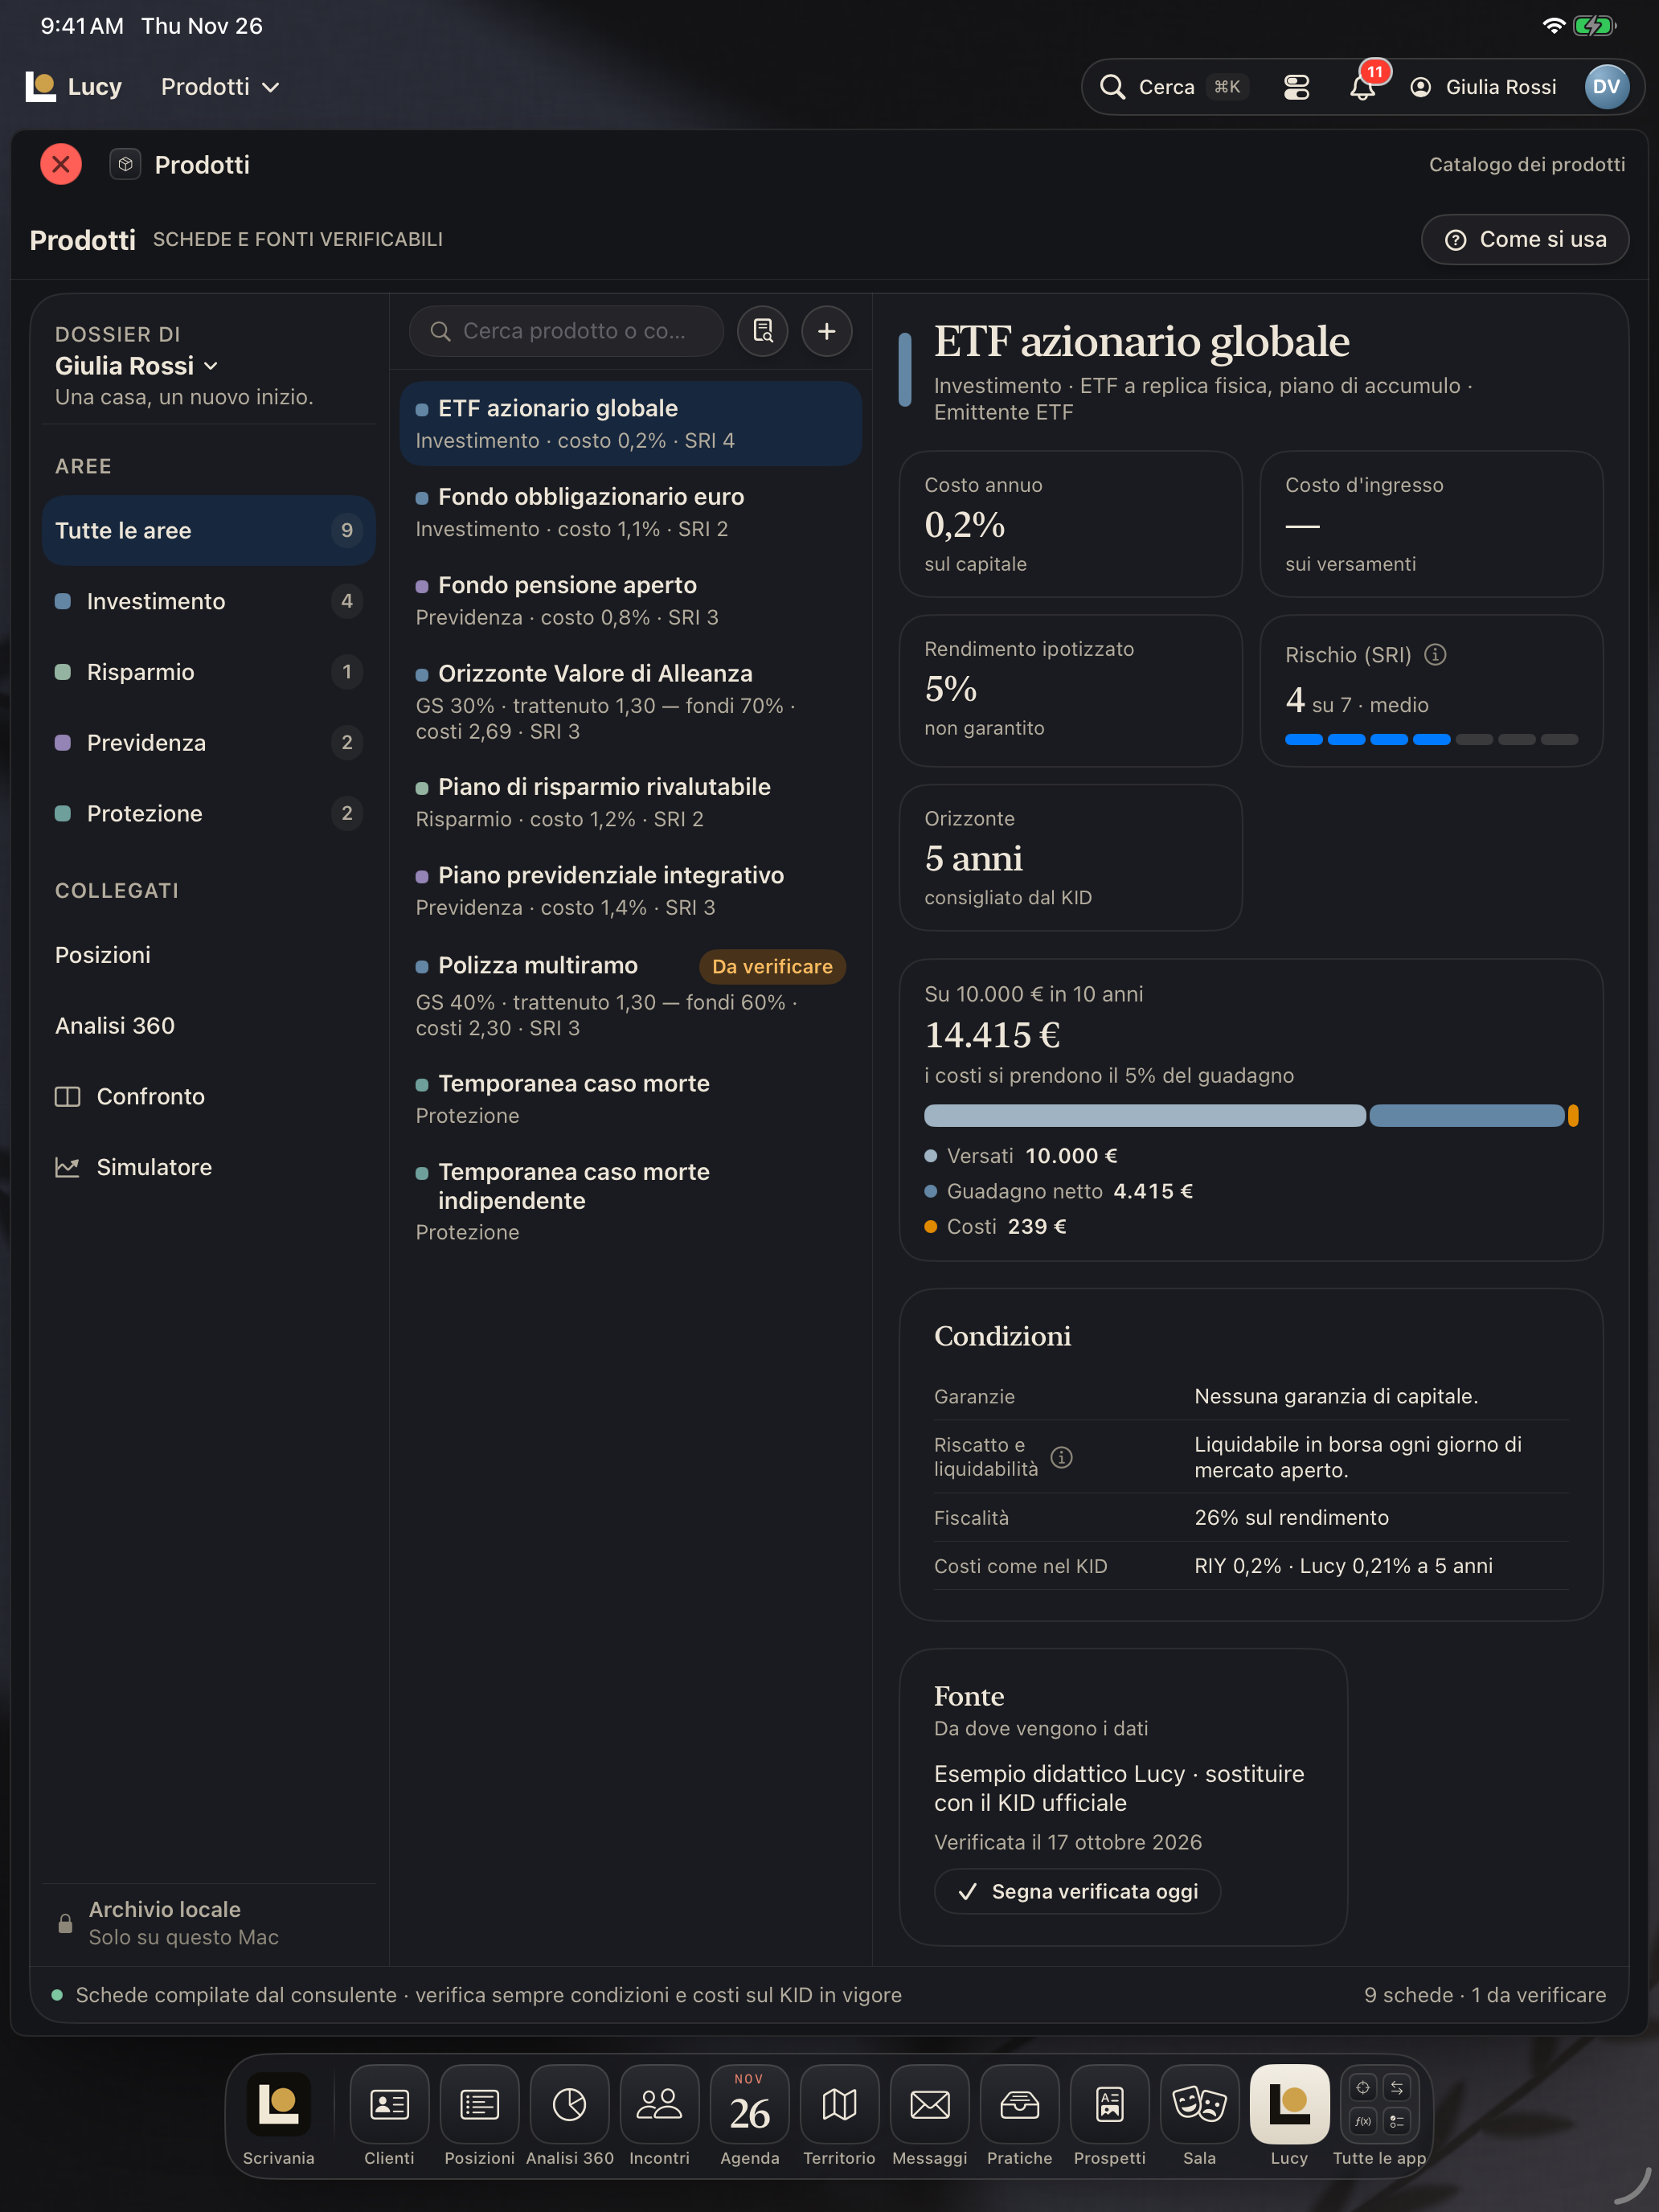 9:41 AM Thu Nov 26
Lucy
Prodotti
Cerca ⌘K
11
Giulia Rossi
DV
Prodotti
Catalogo dei prodotti
Prodotti SCHEDE E FONTI VERIFICABILI
Come si usa
DOSSIER DI
Giulia Rossi
Una casa, un nuovo inizio.
AREE
Tutte le aree 9
Investimento 4
Risparmio 1
Previdenza 2
Protezione 2
COLLEGATI
Posizioni
Analisi 360
Confronto
Simulatore
Archivio locale
Solo su questo Mac
Cerca prodotto o co...
ETF azionario globale
Investimento · costo 0,2% · SRI 4
Fondo obbligazionario euro
Investimento · costo 1,1% · SRI 2
Fondo pensione aperto
Previdenza · costo 0,8% · SRI 3
Orizzonte Valore di Alleanza
GS 30% · trattenuto 1,30 — fondi 70% ·
costi 2,69 · SRI 3
Piano di risparmio rivalutabile
Risparmio · costo 1,2% · SRI 2
Piano previdenziale integrativo
Previdenza · costo 1,4% · SRI 3
Polizza multiramo Da verificare
GS 40% · trattenuto 1,30 — fondi 60% ·
costi 2,30 · SRI 3
Temporanea caso morte
Protezione
Temporanea caso morte
indipendente
Protezione
ETF azionario globale
Investimento · ETF a replica fisica, piano di accumulo ·
Emittente ETF
Costo annuo
0,2%
sul capitale
Costo d'ingresso
—
sui versamenti
Rendimento ipotizzato
5%
non garantito
Rischio (SRI)
4 su 7 · medio
Orizzonte
5 anni
consigliato dal KID
Su 10.000 € in 10 anni
14.415 €
i costi si prendono il 5% del guadagno
Versati 10.000 €
Guadagno netto 4.415 €
Costi 239 €
Condizioni
Garanzie Nessuna garanzia di capitale.
Riscatto e
liquidabilità
Liquidabile in borsa ogni giorno di
mercato aperto.
Fiscalità 26% sul rendimento
Costi come nel KID RIY 0,2% · Lucy 0,21% a 5 anni
Fonte
Da dove vengono i dati
Esempio didattico Lucy · sostituire
con il KID ufficiale
Verificata il 17 ottobre 2026
Segna verificata oggi
Schede compilate dal consulente · verifica sempre condizioni e costi sul KID in vigore
9 schede · 1 da verificare
NOV
26
f(x)
Scrivania Clienti Posizioni Analisi 360 Incontri Agenda Territorio Messaggi Pratiche Prospetti Sala Lucy Tutte le app